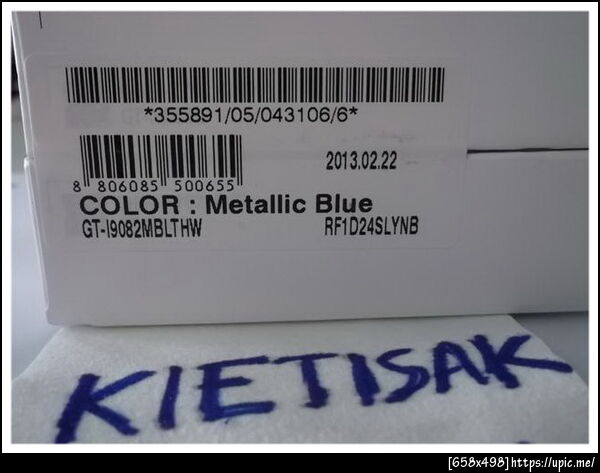 *355891/05/043106/6*
2013.02.22
8 806085 500655
COLOR : Metallic Blue
GT-I9082MBLTHW RF1D24SLYNB
KIETISAK
[658x498]https://upic.me/